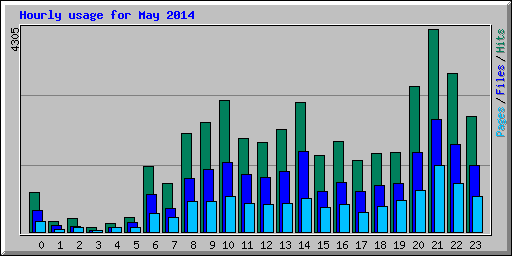 Hourly usage for May 2014
4305
Pages/Files/Hits
0 1 2 3 4 5 6 7 8 9 10 11 12 13 14 15 16 17 18 19 20 21 22 23